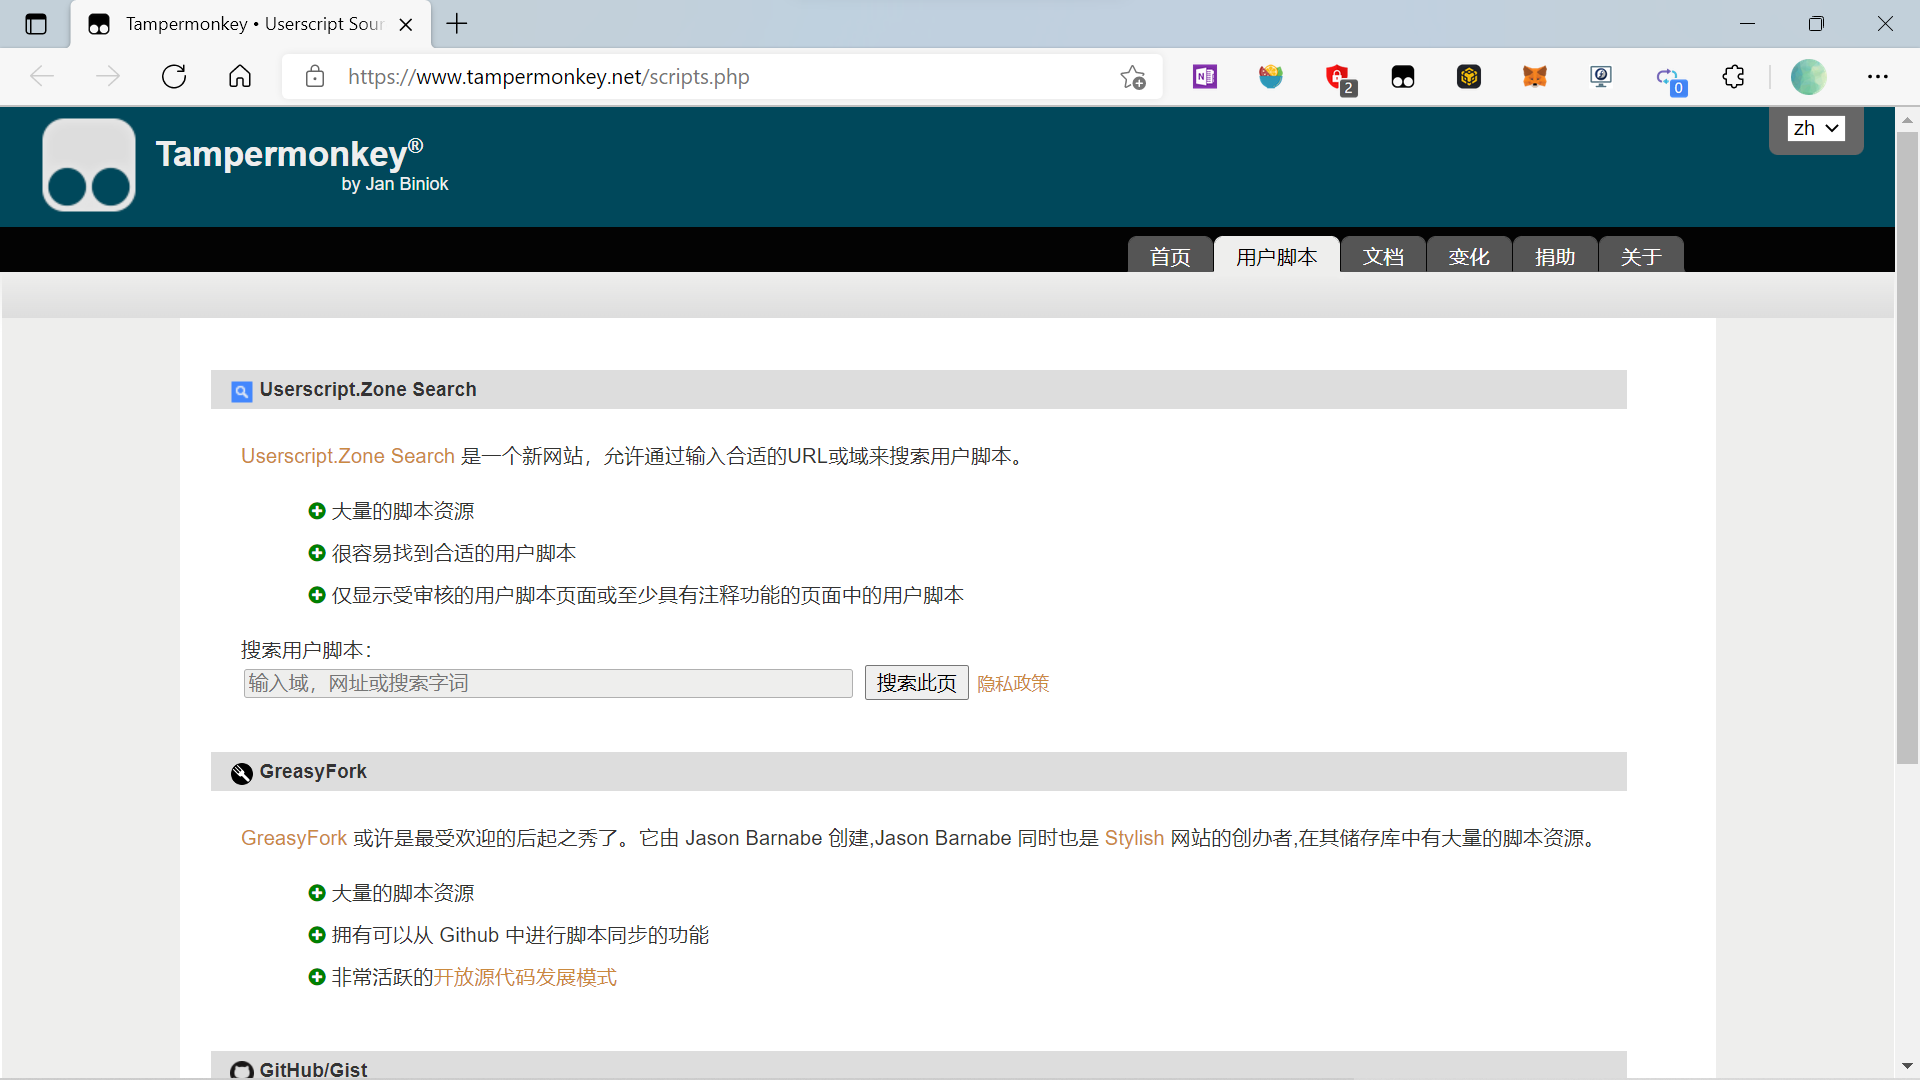 Tampermonkey • Userscript Sour
https://www.tampermonkey.net/scripts.php
2
0
zh
Tampermonkey®
by Jan Biniok
首页 用户脚本 文档 变化 捐助 关于
Userscript.Zone Search
Userscript.Zone Search 是一个新网站，允许通过输入合适的URL或域来搜索用户脚本。
大量的脚本资源
很容易找到合适的用户脚本
仅显示受审核的用户脚本页面或至少具有注释功能的页面中的用户脚本
搜索用户脚本：
输入域，网址或搜索字词 搜索此页 隐私政策
GreasyFork
GreasyFork 或许是最受欢迎的后起之秀了。它由 Jason Barnabe 创建,Jason Barnabe 同时也是 Stylish 网站的创办者,在其储存库中有大量的脚本资源。
大量的脚本资源
拥有可以从 Github 中进行脚本同步的功能
非常活跃的开放源代码发展模式
GitHub/Gist